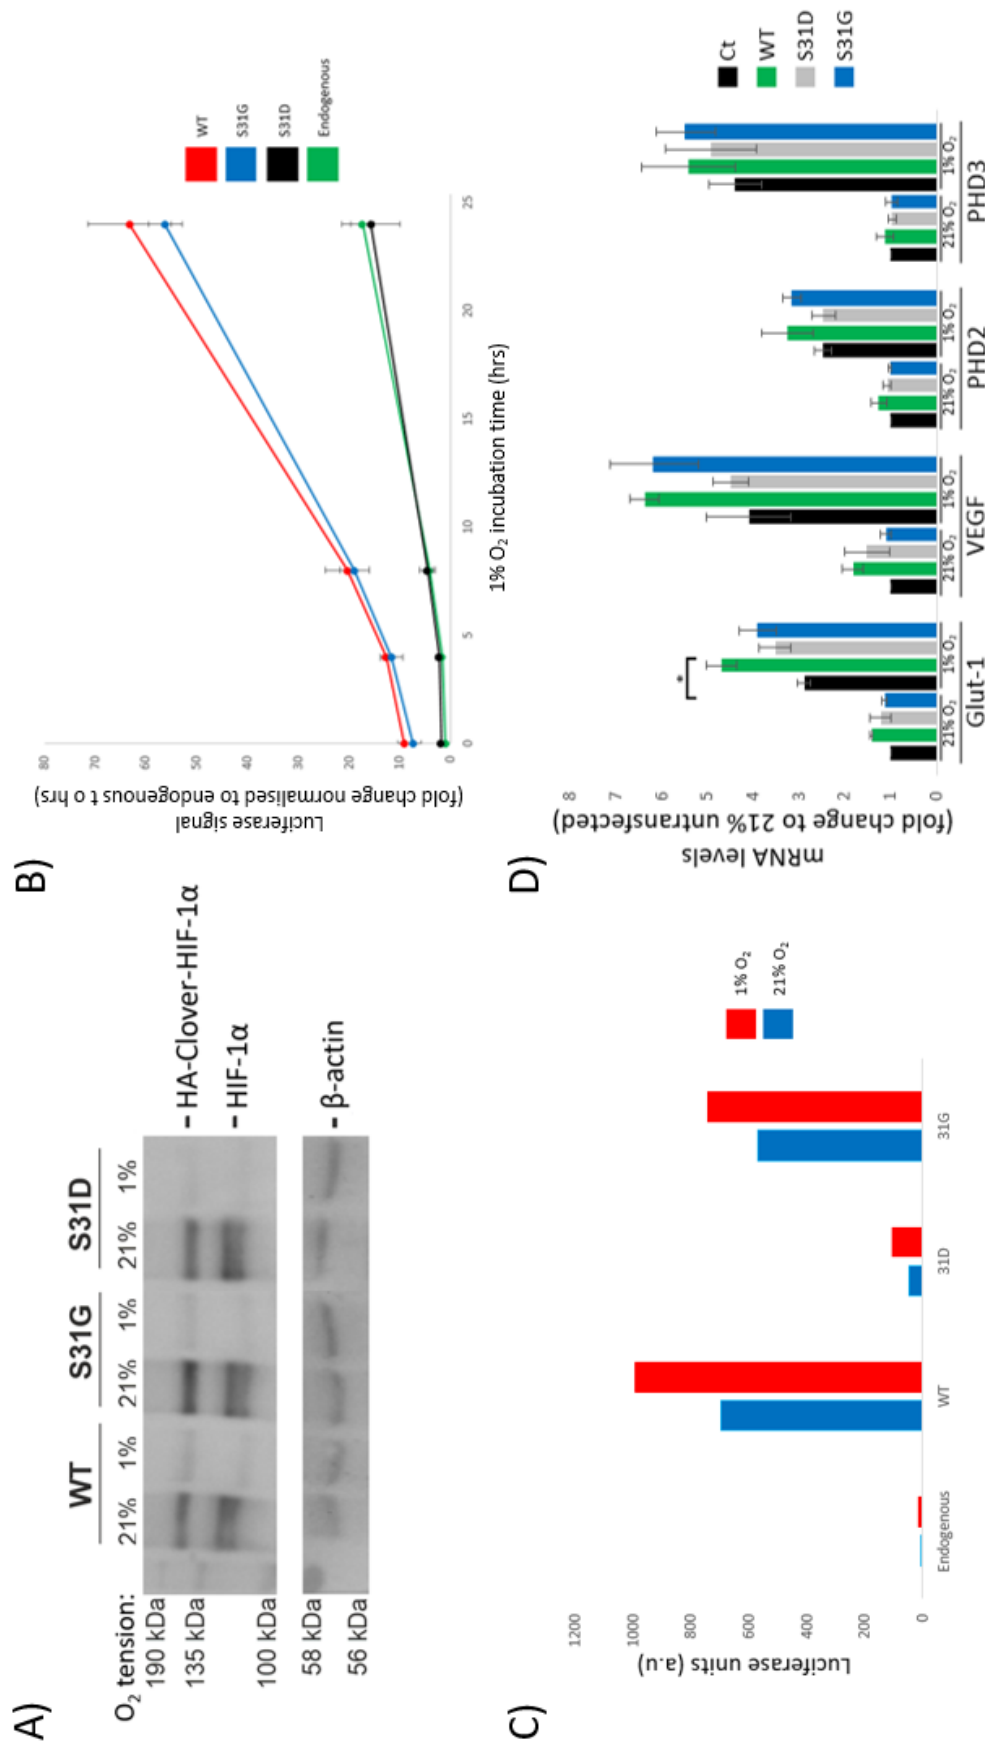 A)
WT S31G S31D
O2 tension: 21% 1% 21% 1% 21% 1%
190 kDa
135 kDa
100 kDa
58 kDa
56 kDa
– HA-Clover-HIF-1α
– HIF-1α
– β-actin
B)
Luciferase signal
(fold change normalised to endogenous t 0 hrs)
80
70
60
50
40
30
20
10
0
0 5 10 15 20 25
1% O2 incubation time (hrs)
WT
S31G
S31D
Endogenous
C)
Luciferase units (a.u)
1200
1000
800
600
400
200
0
Endogenous WT 31D 31G
1% O2
21% O2
D)
mRNA levels
(fold change to 21% untransfected)
8
7
6
5
4
3
2
1
0
*
21% O2 1% O2 21% O2 1% O2 21% O2 1% O2 21% O2 1% O2
Glut-1 VEGF PHD2 PHD3
Ct
WT
S31D
S31G